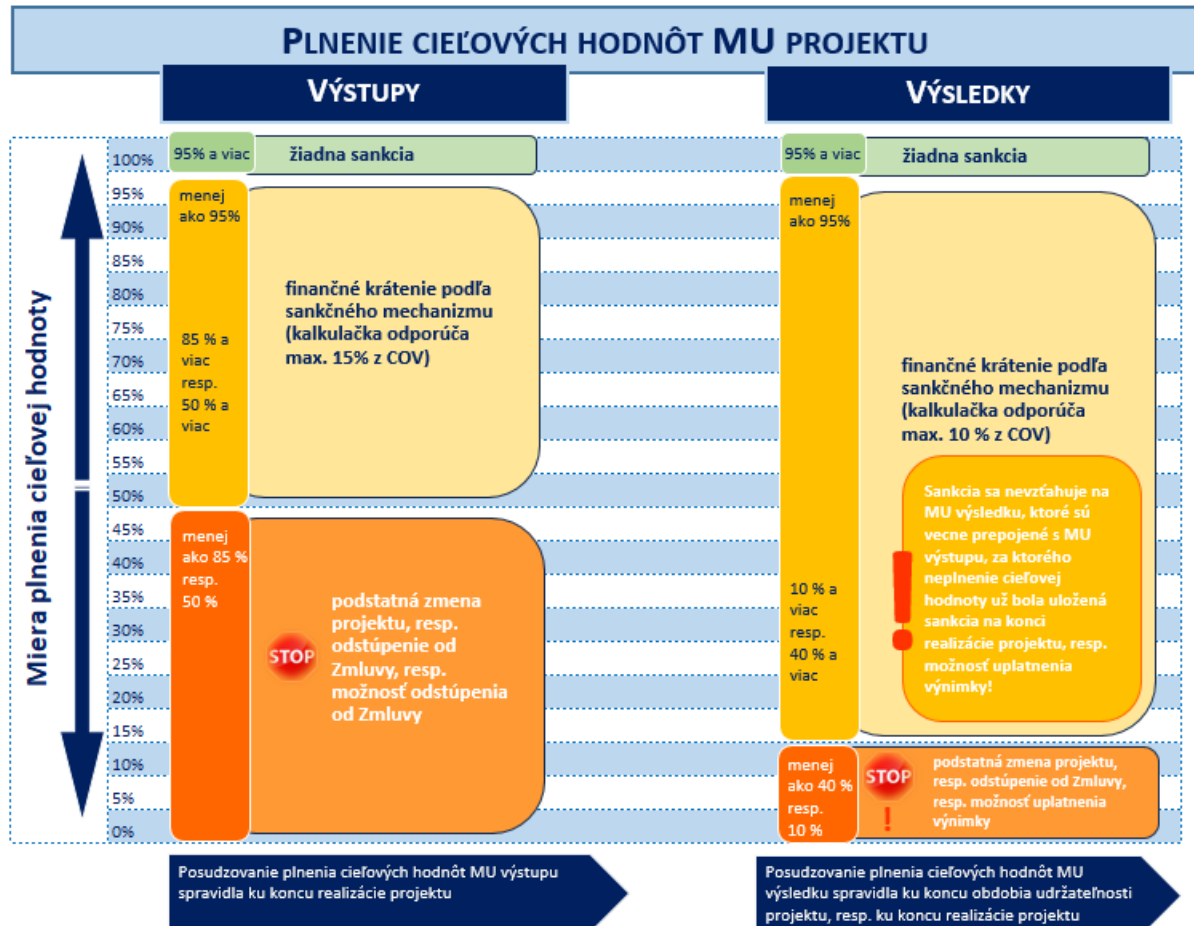 PLNENIE CIEĽOVÝCH HODNÔT MU PROJEKTU
VÝSTUPY
VÝSLEDKY
Miera plnenia cieľovej hodnoty
100%
95%
90%
85%
80%
75%
70%
65%
60%
55%
50%
45%
40%
35%
30%
25%
20%
15%
10%
5%
0%
95% a viac
žiadna sankcia
menej
ako 95%
85 % a
viac
resp.
50 % a
viac
finančné krátenie podľa
sankčného mechanizmu
(kalkulačka odporúča
max. 15% z COV)
menej
ako 85 %
resp.
50 %
STOP
podstatná zmena
projektu, resp.
odstúpenie od
Zmluvy, resp.
možnosť odstúpenia
od Zmluvy
Posudzovanie plnenia cieľových hodnôt MU výstupu
spravidla ku koncu realizácie projektu
95% a viac
žiadna sankcia
menej
ako 95%
10 % a
viac
resp.
40 % a
viac
finančné krátenie podľa
sankčného mechanizmu
(kalkulačka odporúča
max. 10 % z COV)
!
Sankcia sa nevzťahuje na
MU výsledku, ktoré sú
vecne prepojené s MU
výstupu, za ktorého
neplnenie cieľovej
hodnoty už bola uložená
sankcia na konci
realizácie projektu, resp.
možnosť uplatnenia
výnimky!
menej
ako 40 %
resp.
10 %
STOP
!
podstatná zmena projektu,
resp. odstúpenie od Zmluvy,
resp. možnosť uplatnenia
výnimky
Posudzovanie plnenia cieľových hodnôt MU
výsledku spravidla ku koncu obdobia udržateľnosti
projektu, resp. ku koncu realizácie projektu